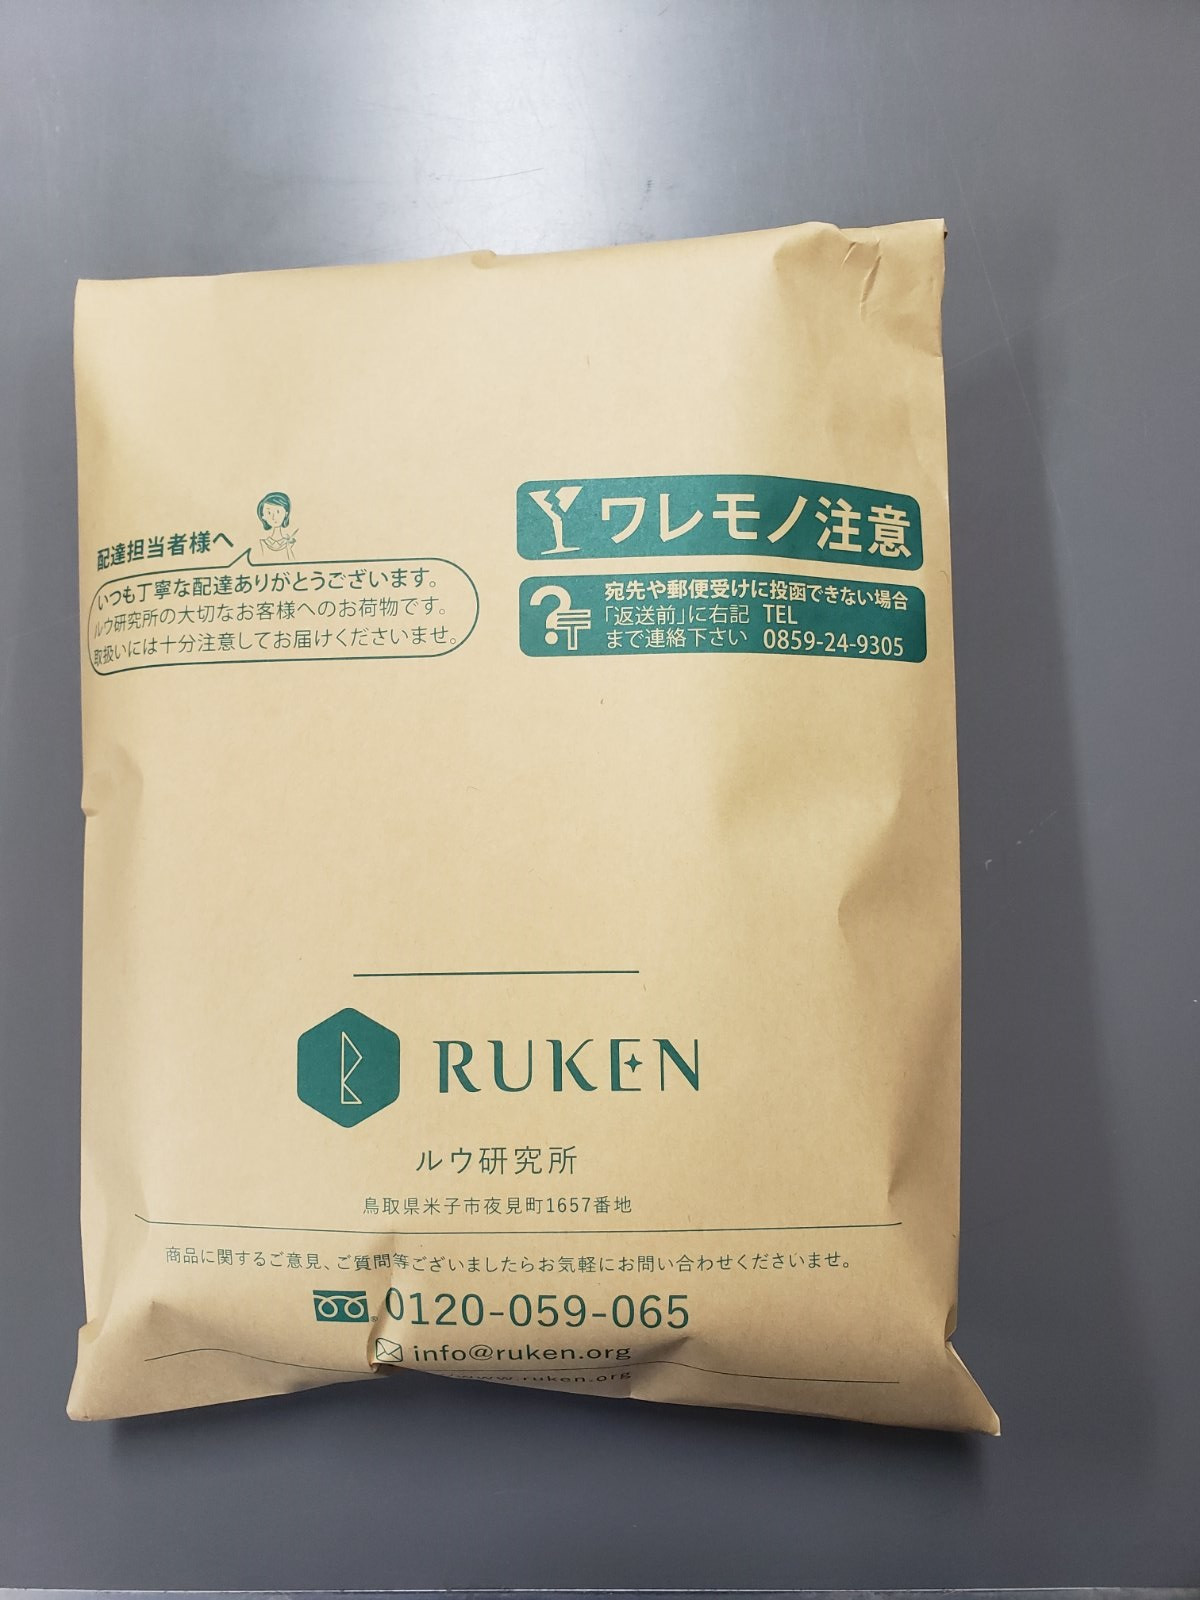 配達担当者様へ
いつも丁寧な配達ありがとうございます。
ルウ研究所の大切なお客様へのお荷物です。
取扱いには十分注意してお届けくださいませ。
ワレモノ注意
宛先や郵便受けに投函できない場合
「返送前」に右記 TEL
まで連絡下さい 0859-24-9305
RUKEN
ルウ研究所
鳥取県米子市夜見町1657番地
商品に関するご意見、ご質問等ございましたらお気軽にお問い合わせくださいませ。
0120-059-065
info@ruken.org
www.ruken.org